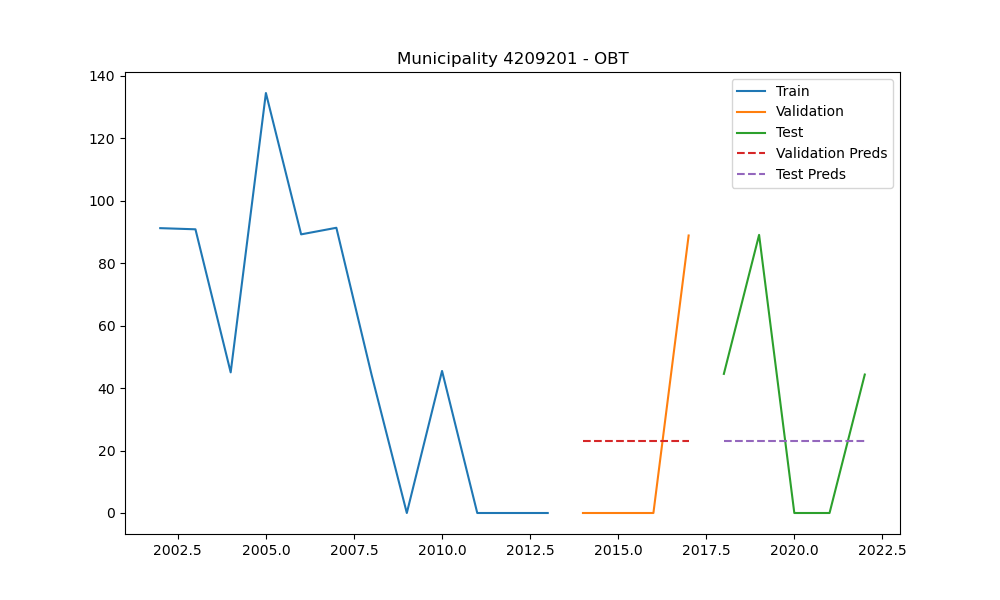 Municipality 4209201 - OBT
140
120
100
80
60
40
20
0
2002.5 2005.0 2007.5 2010.0 2012.5 2015.0 2017.5 2020.0 2022.5
Train
Validation
Test
Validation Preds
Test Preds